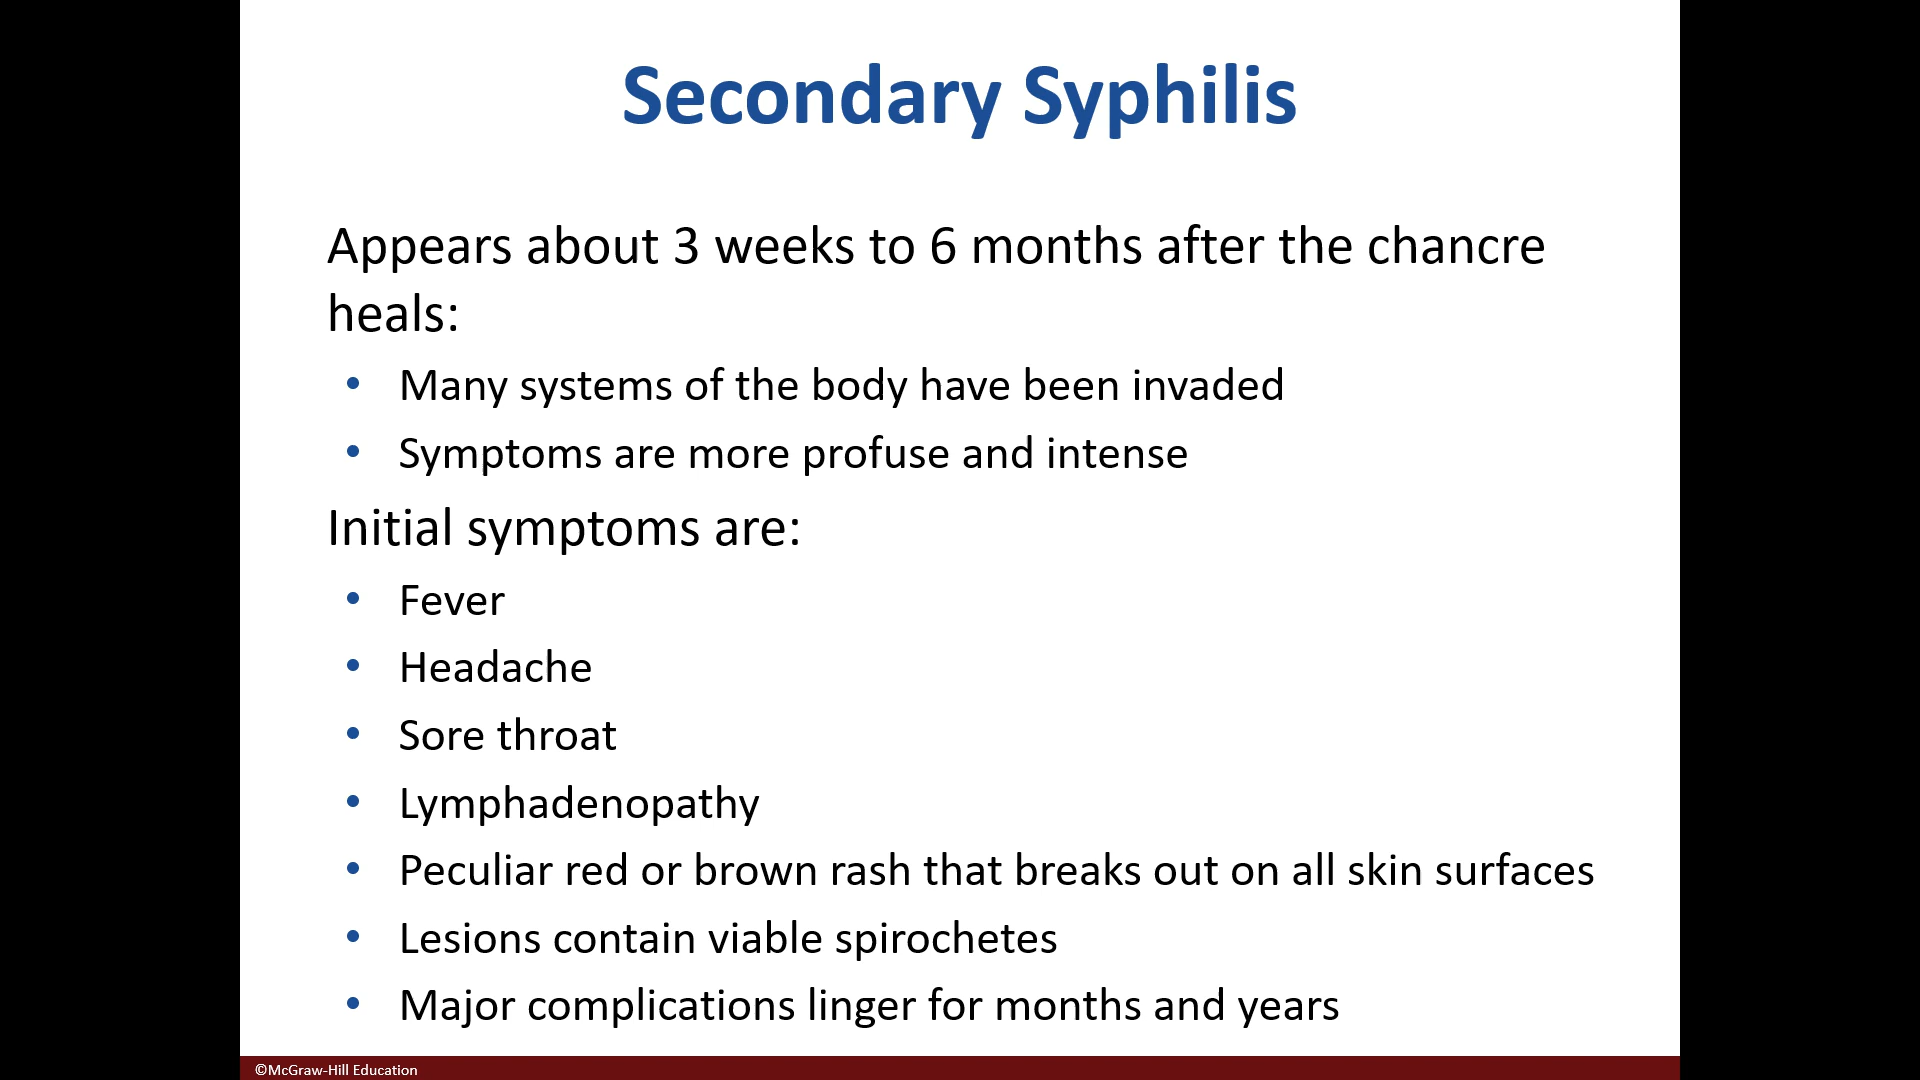 Secondary Syphilis
Appears about 3 weeks to 6 months after the chancre
heals:
• Many systems of the body have been invaded
• Symptoms are more profuse and intense
Initial symptoms are:
• Fever
• Headache
• Sore throat
• Lymphadenopathy
• Peculiar red or brown rash that breaks out on all skin surfaces
• Lesions contain viable spirochetes
• Major complications linger for months and years
©McGraw-Hill Education